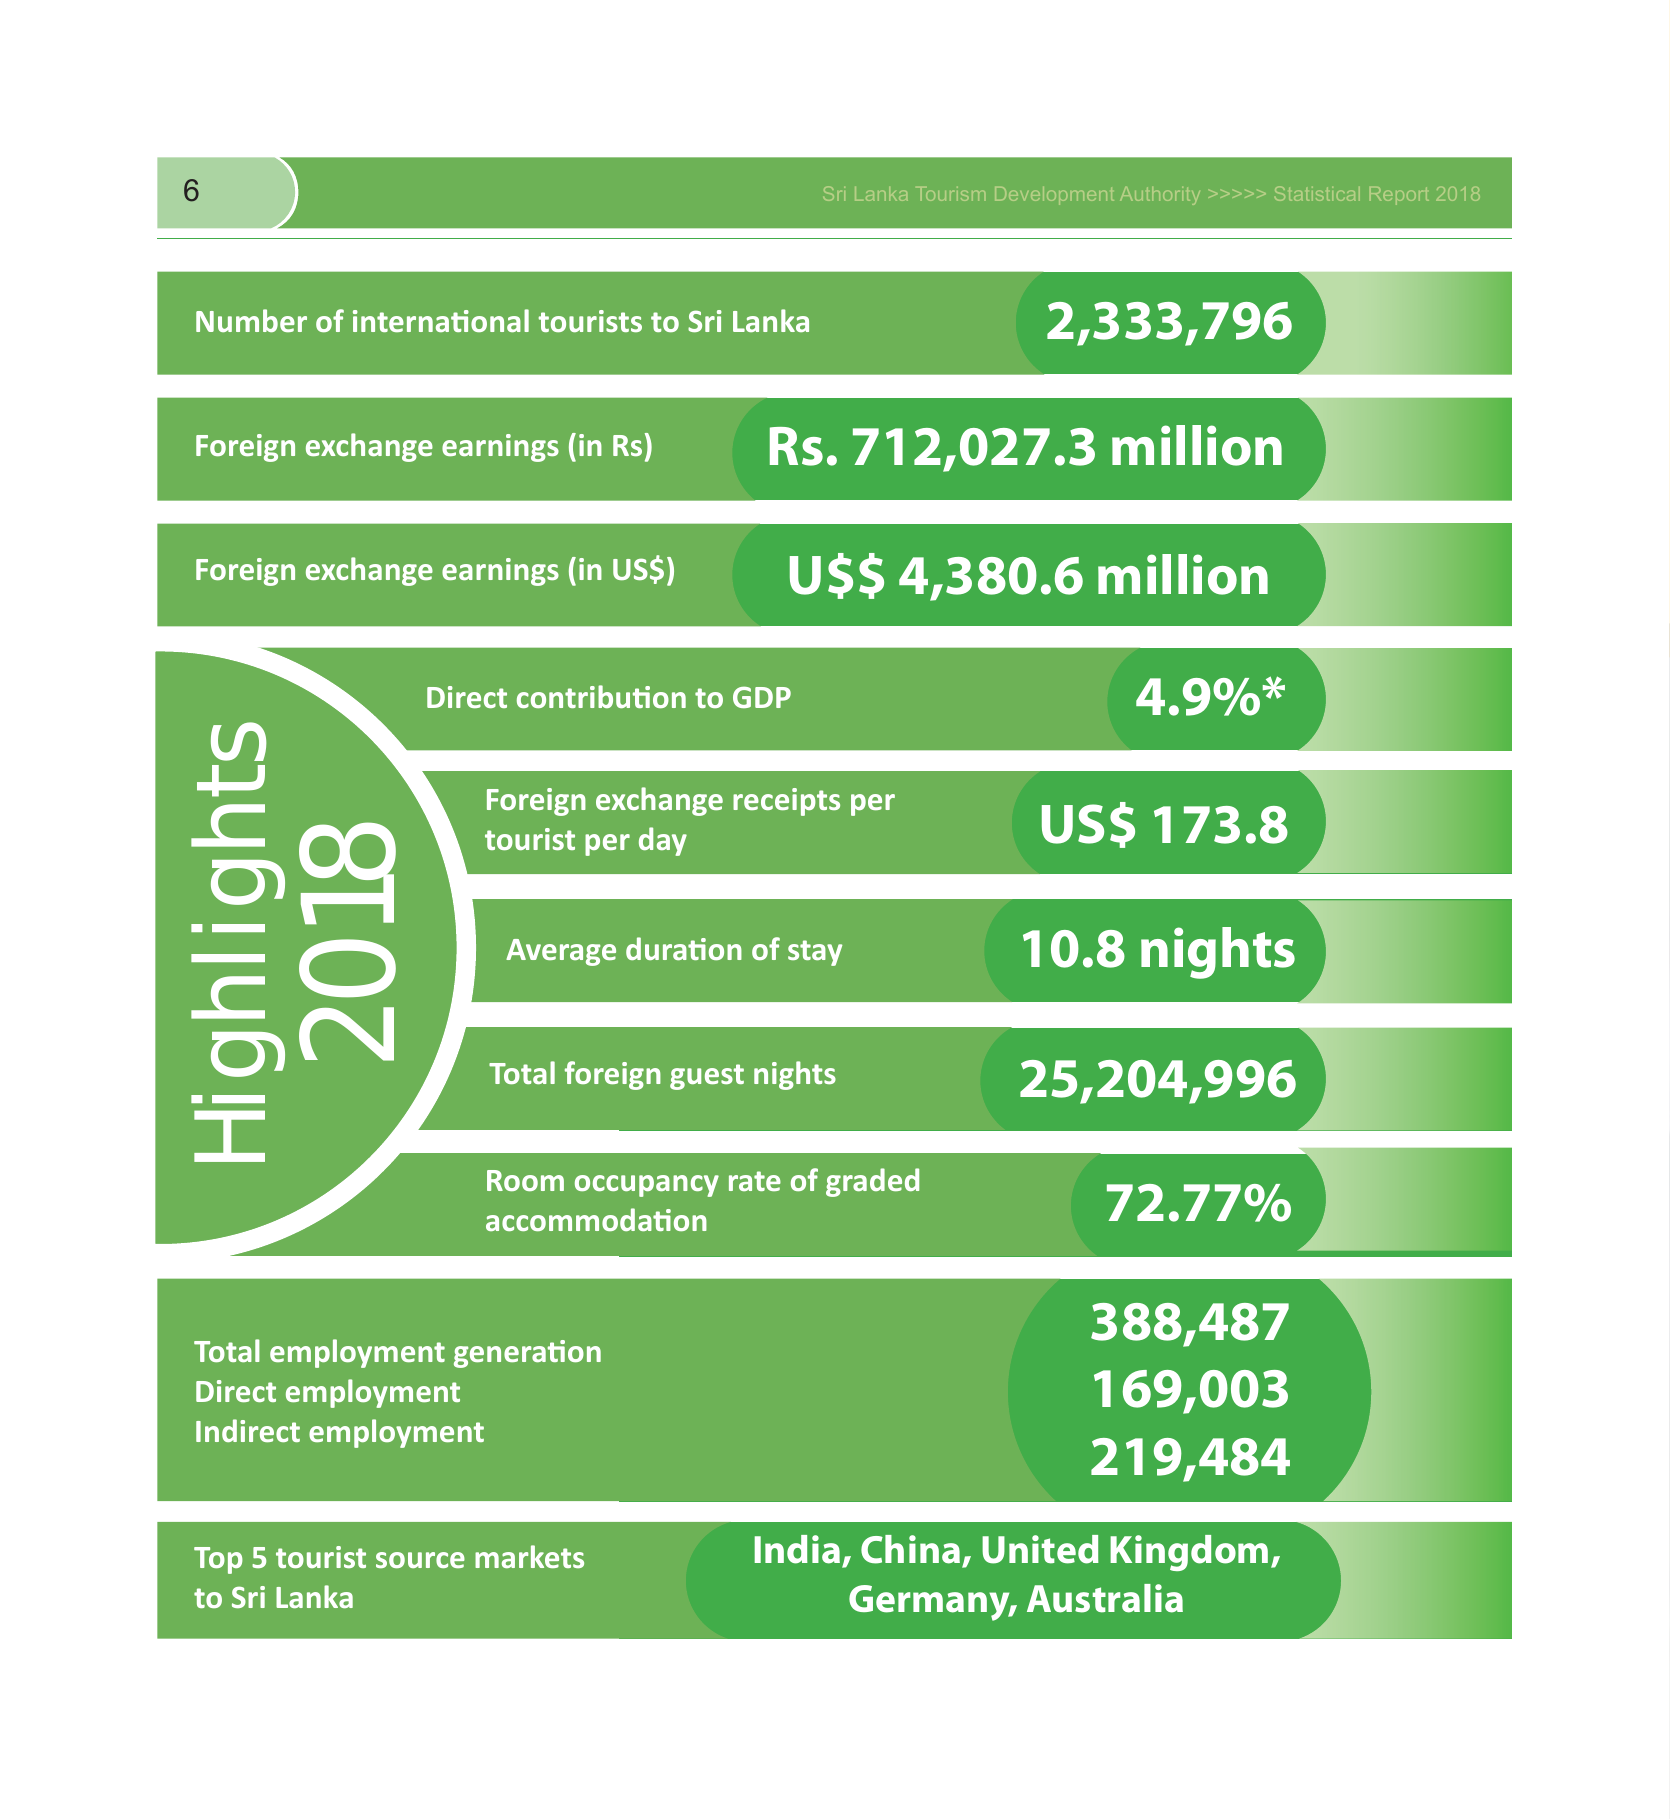 6
Sri Lanka Tourism Development Authority >>>>> Statistical Report 2018
Number of international tourists to Sri Lanka
2,333,796
Foreign exchange earnings (in Rs)
Rs. 712,027.3 million
Foreign exchange earnings (in US$)
U$$ 4,380.6 million
Highlights
2018
Direct contribution to GDP
4.9%*
Foreign exchange receipts per
tourist per day
US$ 173.8
Average duration of stay
10.8 nights
Total foreign guest nights
25,204,996
Room occupancy rate of graded
accommodation
72.77%
Total employment generation
388,487
Direct employment
169,003
Indirect employment
219,484
Top 5 tourist source markets
to Sri Lanka
India, China, United Kingdom,
Germany, Australia